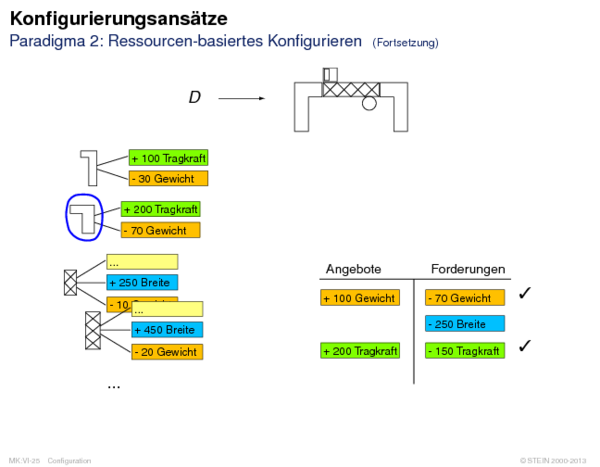 Konfigurierungsansätze
Paradigma 2: Ressourcen-basiertes Konfigurieren (Fortsetzung)
D
+ 100 Tragkraft
- 30 Gewicht
+ 200 Tragkraft
- 70 Gewicht
...
+ 250 Breite
- 10
...
+ 450 Breite
- 20 Gewicht
...
Angebote Forderungen
+ 100 Gewicht - 70 Gewicht ✓
- 250 Breite
+ 200 Tragkraft - 150 Tragkraft ✓
MK:VI-25 Configuration © STEIN 2000-2013